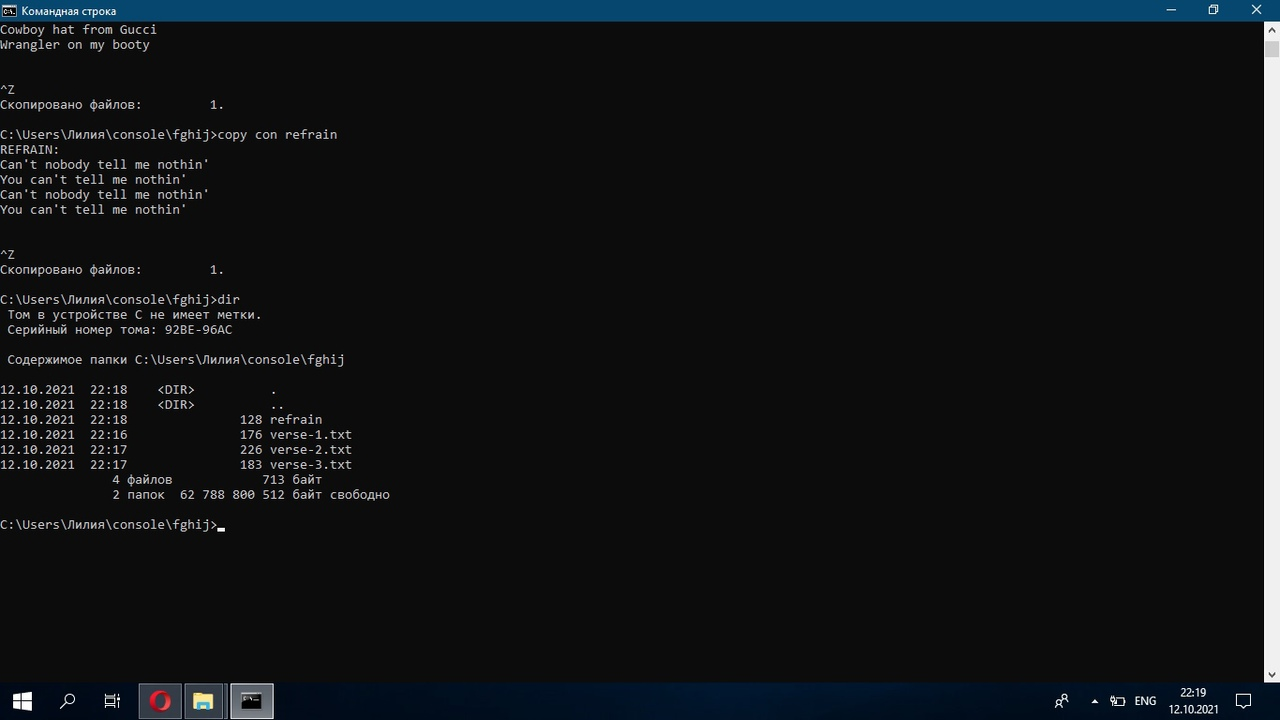 Командная строка
Cowboy hat from Gucci
Wrangler on my booty
^Z
Скопировано файлов:         1.
C:\Users\Лилия\console\fghij>copy con refrain
REFRAIN:
Can't nobody tell me nothin'
You can't tell me nothin'
Can't nobody tell me nothin'
You can't tell me nothin'
^Z
Скопировано файлов:         1.
C:\Users\Лилия\console\fghij>dir
 Том в устройстве C не имеет метки.
 Серийный номер тома: 92BE-96AC
 Содержимое папки C:\Users\Лилия\console\fghij
12.10.2021  22:18    <DIR>          .
12.10.2021  22:18    <DIR>          ..
12.10.2021  22:18               128 refrain
12.10.2021  22:16               176 verse-1.txt
12.10.2021  22:17               226 verse-2.txt
12.10.2021  22:17               183 verse-3.txt
               4 файлов            713 байт
               2 папок  62 788 800 512 байт свободно
C:\Users\Лилия\console\fghij>
ENG
22:19
12.10.2021